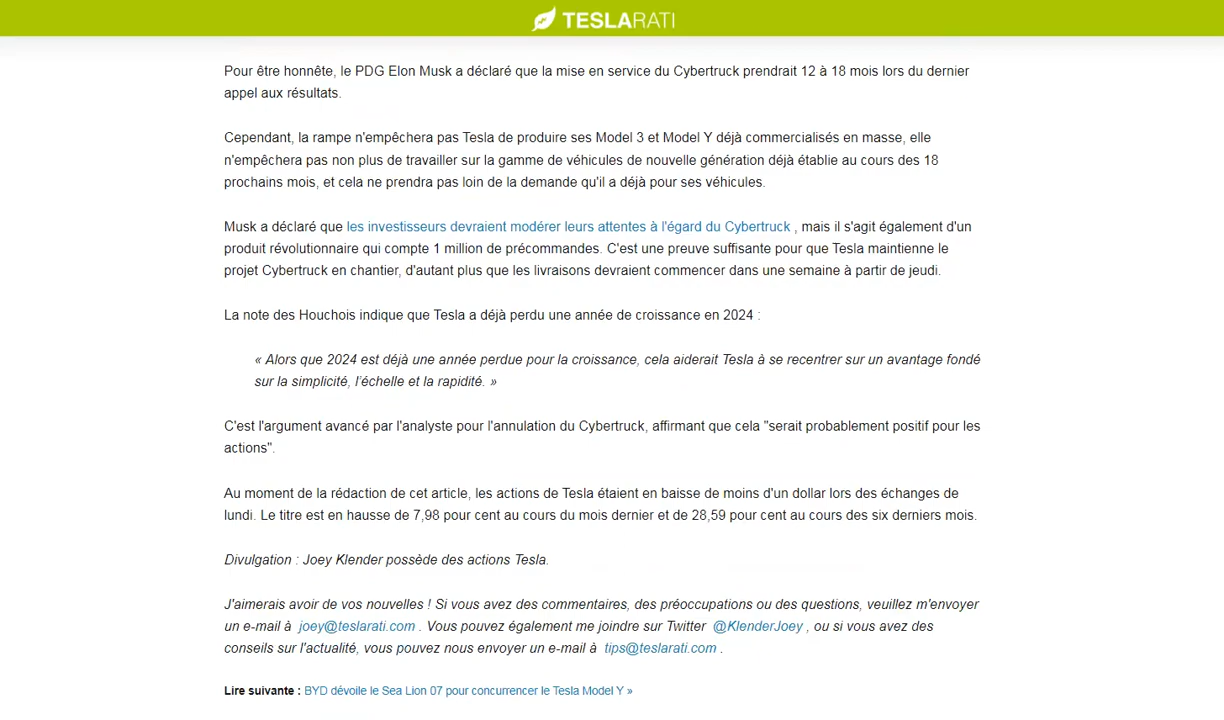 TESLARATI
Pour être honnête, le PDG Elon Musk a déclaré que la mise en service du Cybertruck prendrait 12 à 18 mois lors du dernier
appel aux résultats.
Cependant, la rampe n'empêchera pas Tesla de produire ses Model 3 et Model Y déjà commercialisés en masse, elle
n'empêchera pas non plus de travailler sur la gamme de véhicules de nouvelle génération déjà établie au cours des 18
prochains mois, et cela ne prendra pas loin de la demande qu'il a déjà pour ses véhicules.
Musk a déclaré que les investisseurs devraient modérer leurs attentes à l'égard du Cybertruck , mais il s'agit également d'un
produit révolutionnaire qui compte 1 million de précommandes. C'est une preuve suffisante pour que Tesla maintienne le
projet Cybertruck en chantier, d'autant plus que les livraisons devraient commencer dans une semaine à partir de jeudi.
La note des Houchois indique que Tesla a déjà perdu une année de croissance en 2024 :
« Alors que 2024 est déjà une année perdue pour la croissance, cela aiderait Tesla à se recentrer sur un avantage fondé
sur la simplicité, l'échelle et la rapidité. »
C'est l'argument avancé par l'analyste pour l'annulation du Cybertruck, affirmant que cela "serait probablement positif pour les
actions".
Au moment de la rédaction de cet article, les actions de Tesla étaient en baisse de moins d'un dollar lors des échanges de
lundi. Le titre est en hausse de 7,98 pour cent au cours du mois dernier et de 28,59 pour cent au cours des six derniers mois.
Divulgation : Joey Klender possède des actions Tesla.
J'aimerais avoir de vos nouvelles ! Si vous avez des commentaires, des préoccupations ou des questions, veuillez m'envoyer
un e-mail à joey@teslarati.com . Vous pouvez également me joindre sur Twitter @KlenderJoey , ou si vous avez des
conseils sur l'actualité, vous pouvez nous envoyer un e-mail à tips@teslarati.com .
Lire suivante : BYD dévoile le Sea Lion 07 pour concurrencer le Tesla Model Y »